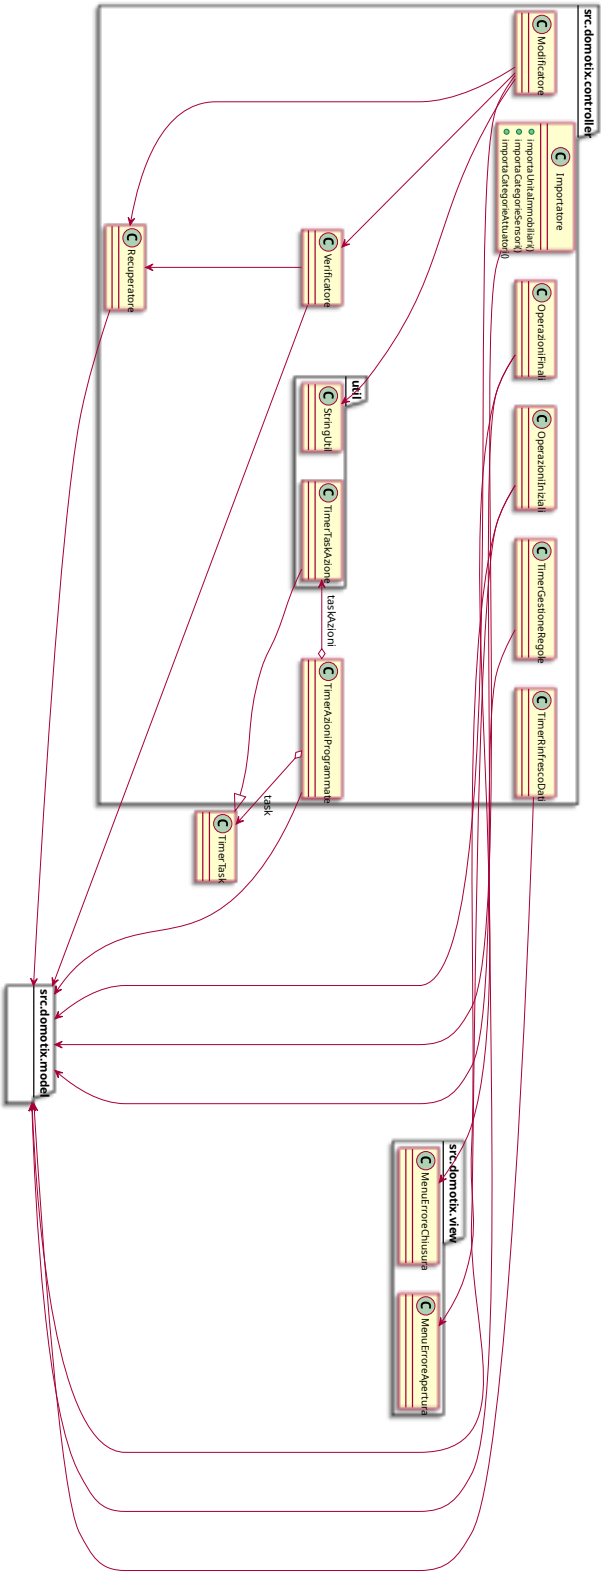 src.domotix.controller
C Modificatore
C Importatore
importaUnitaImmobiliari()
importaCategorieSensori()
importaCategorieAttuatori()
C OperazioniFinali
C OperazioniIniziali
C TimerGestioneRegole
C TimerRinfrescoDati
C Recuperatore
C Verificatore
util
C StringUtil
C TimerTaskAzione
taskAzioni
C TimerAzioniProgrammate
task
C TimerTask
src.domotix.model
src.domotix.view
C MenuErroreChiusura
C MenuErroreApertura